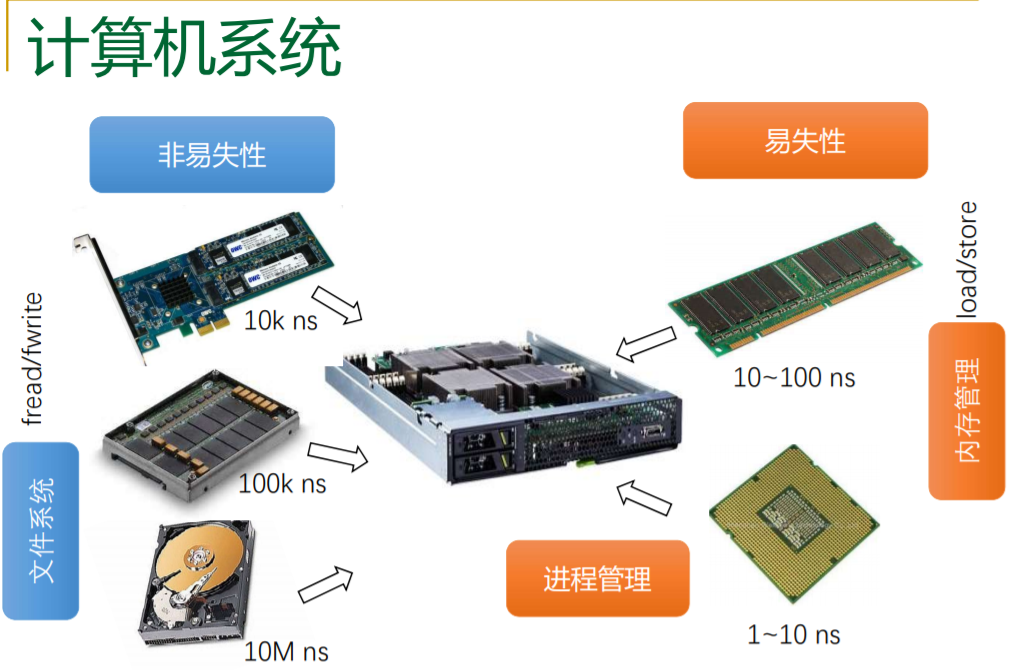 计算机系统
非易失性
易失性
10k ns
fread/fwrite
load/store
10~100 ns
内存管理
100k ns
文件系统
进程管理
10M ns
1~10 ns